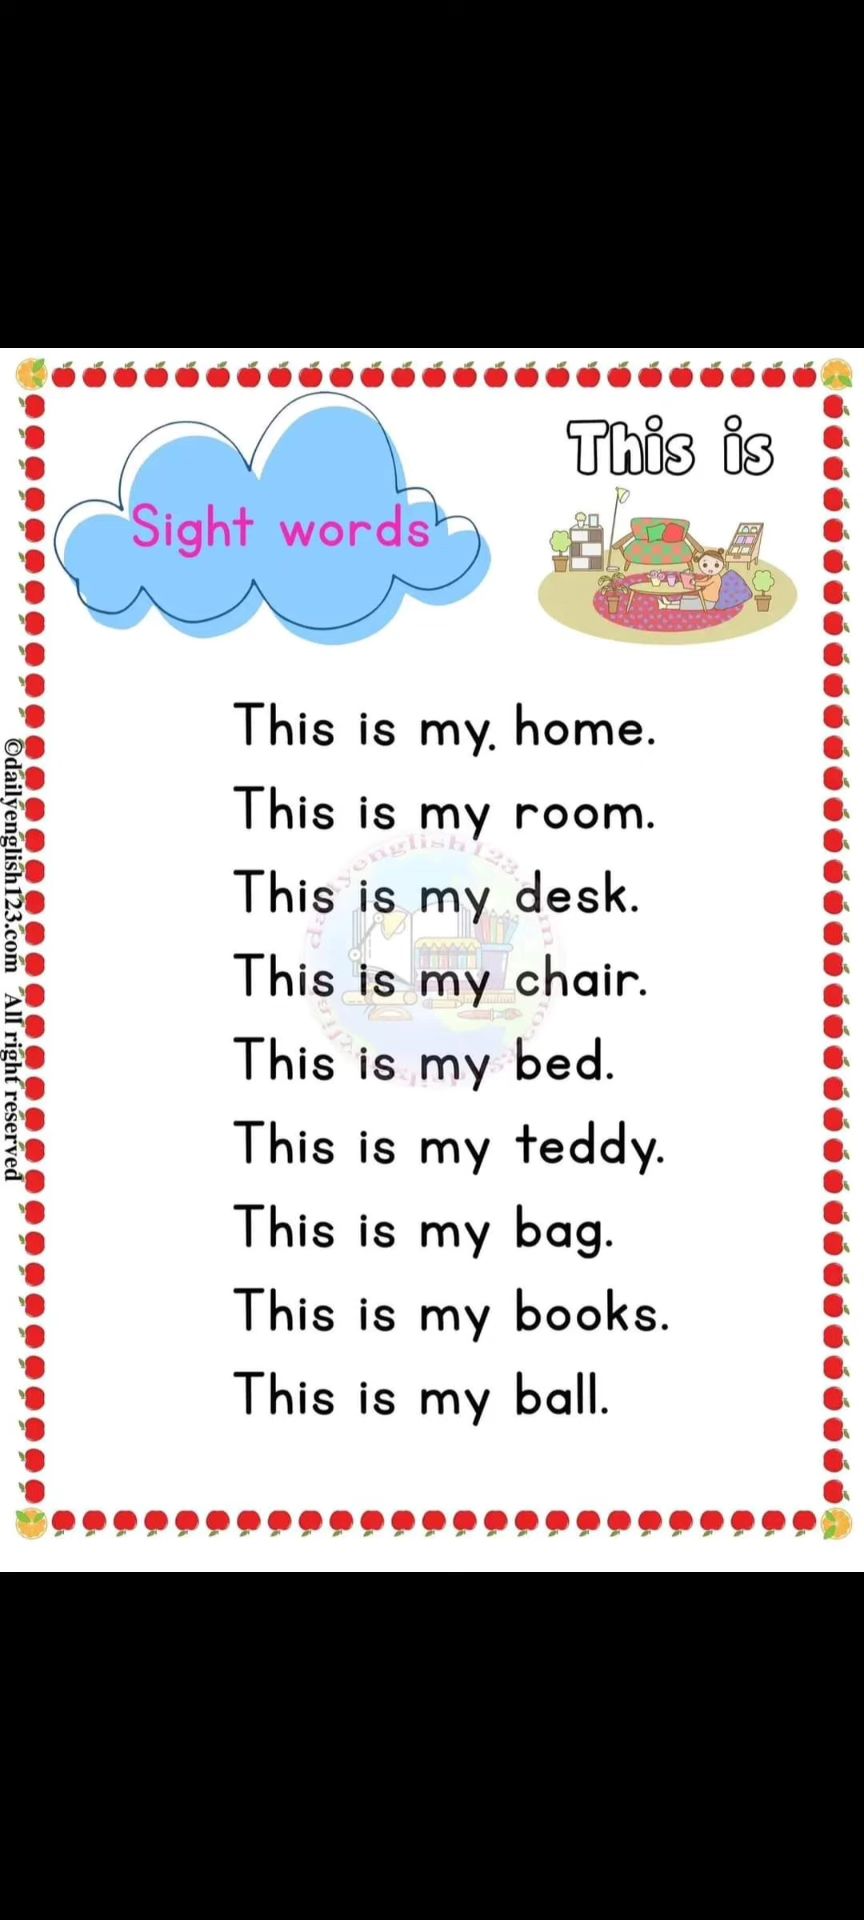 Sight words
This is
This is my. home.
This is my room.
This is my desk.
This is my chair.
This is my bed.
This is my teddy.
This is my bag.
This is my books.
This is my ball.
©dailyenglish123.com All right reserved
dailyenglish123.com